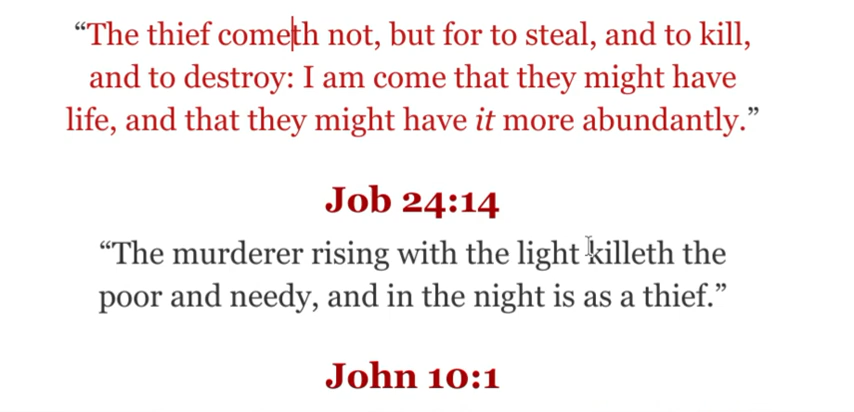 “The thief cometh not, but for to steal, and to kill,
and to destroy: I am come that they might have
life, and that they might have it more abundantly.”
Job 24:14
“The murderer rising with the light killeth the
poor and needy, and in the night is as a thief.”
John 10:1